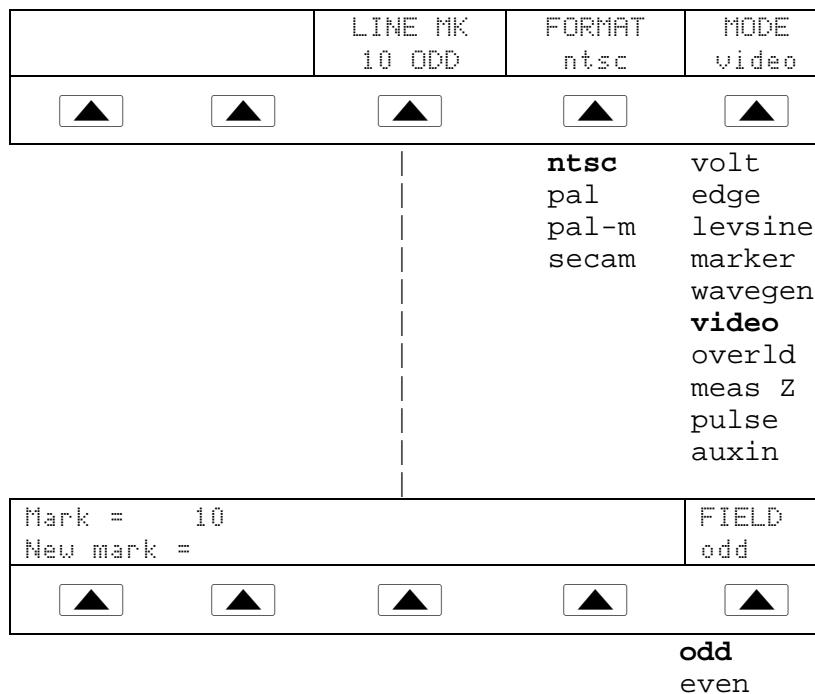 LINE MK FORMAT MODE
10 ODD ntsc video
ntsc volt
pal edge
pal-m levsine
secam marker
wavegen
video
overld
meas Z
pulse
auxin
Mark = 10 FIELD
New mark = odd
odd
even